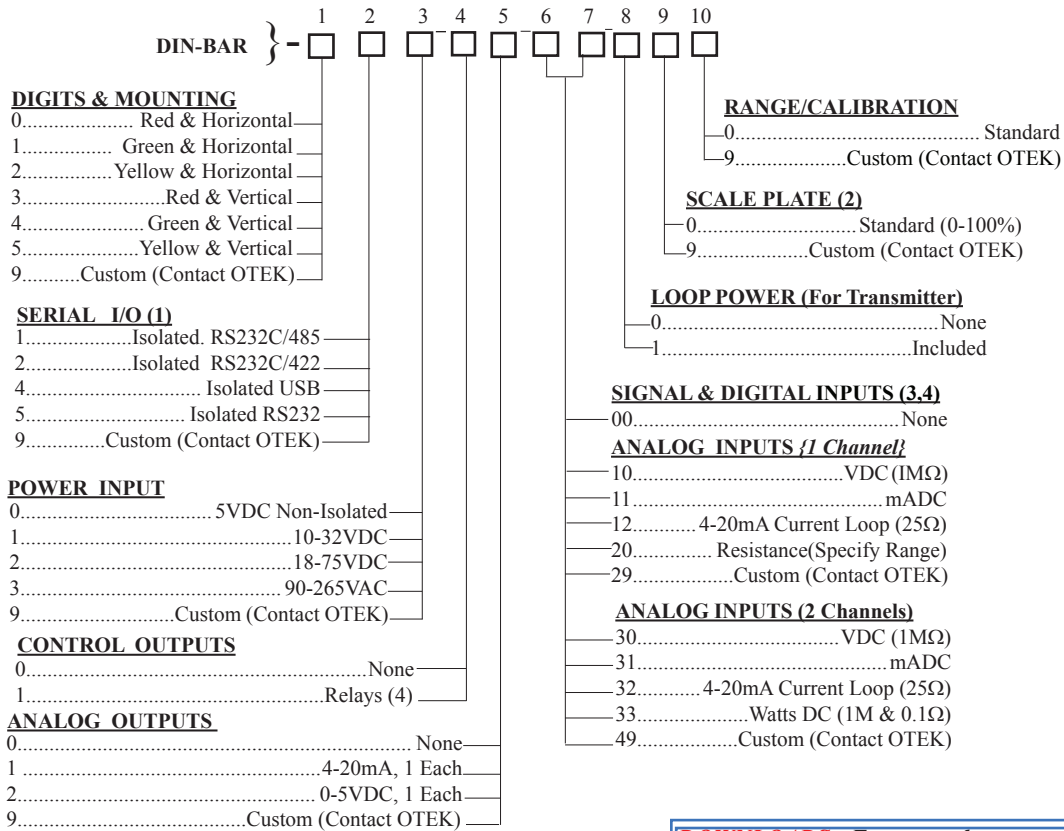 1 2 3 - 4 5 - 6 7 - 8 9 10
DIN-BAR } -
DIGITS & MOUNTING
0..................... Red & Horizontal
1................ Green & Horizontal
2................Yellow & Horizontal
3.......................Red & Vertical
4....................Green & Vertical
5...................Yellow & Vertical
9..........Custom (Contact OTEK)
SERIAL I/O (1)
1...................Isolated. RS232C/485
2...................Isolated RS232C/422
4................................ Isolated USB
5............................. Isolated RS232
9..............Custom (Contact OTEK)
POWER INPUT
0................................ 5VDC Non-Isolated
1.............................................10-32VDC
2.............................................18-75VDC
3........................................... 90-265VAC
9.........................Custom (Contact OTEK)
CONTROL OUTPUTS
0........................................................None
1.................................................Relays (4)
ANALOG OUTPUTS
0................................................................ None
1 ................................................4-20mA, 1 Each
2................................................ 0-5VDC, 1 Each
9....................................Custom (Contact OTEK)
RANGE/CALIBRATION
0....................................... Standard
9....................Custom (Contact OTEK)
SCALE PLATE (2)
0..........................Standard (0-100%)
9...................Custom (Contact OTEK)
LOOP POWER (For Transmitter)
0.............................................None
1........................................Included
SIGNAL & DIGITAL INPUTS (3,4)
00..............................................None
ANALOG INPUTS {1 Channel}
10.....................................VDC (IMΩ)
11............................................mADC
12........... 4-20mA Current Loop (25Ω)
20.............. Resistance(Specify Range)
29.................Custom (Contact OTEK)
ANALOG INPUTS (2 Channels)
30....................................VDC (1MΩ)
31............................................mADC
32........... 4-20mA Current Loop (25Ω)
33....................Watts DC (1M & 0.1Ω)
49..................Custom (Contact OTEK)